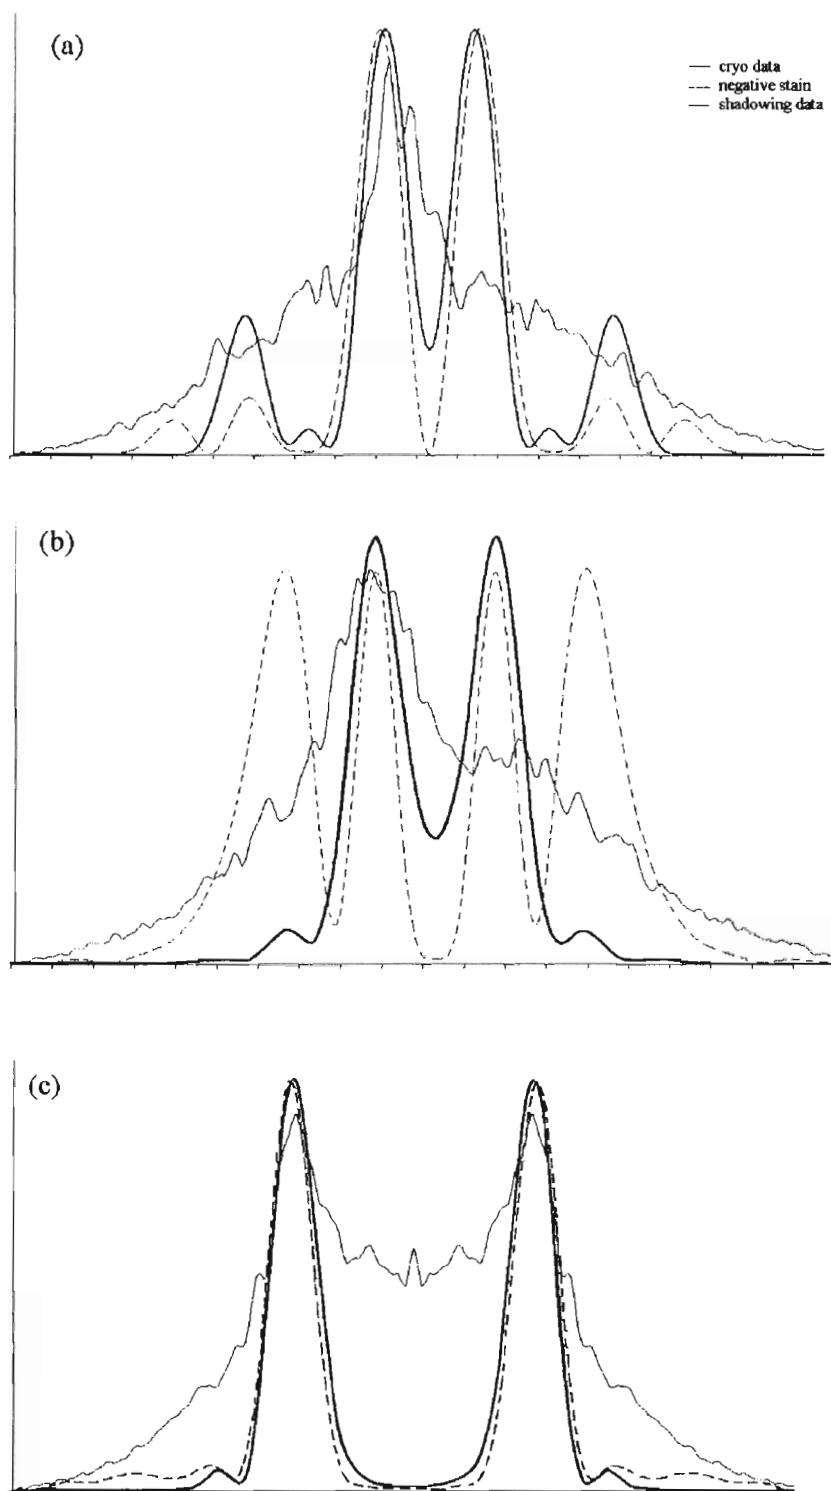 (a)
cryo data
negative stain
shadowing data
(b)
(c)